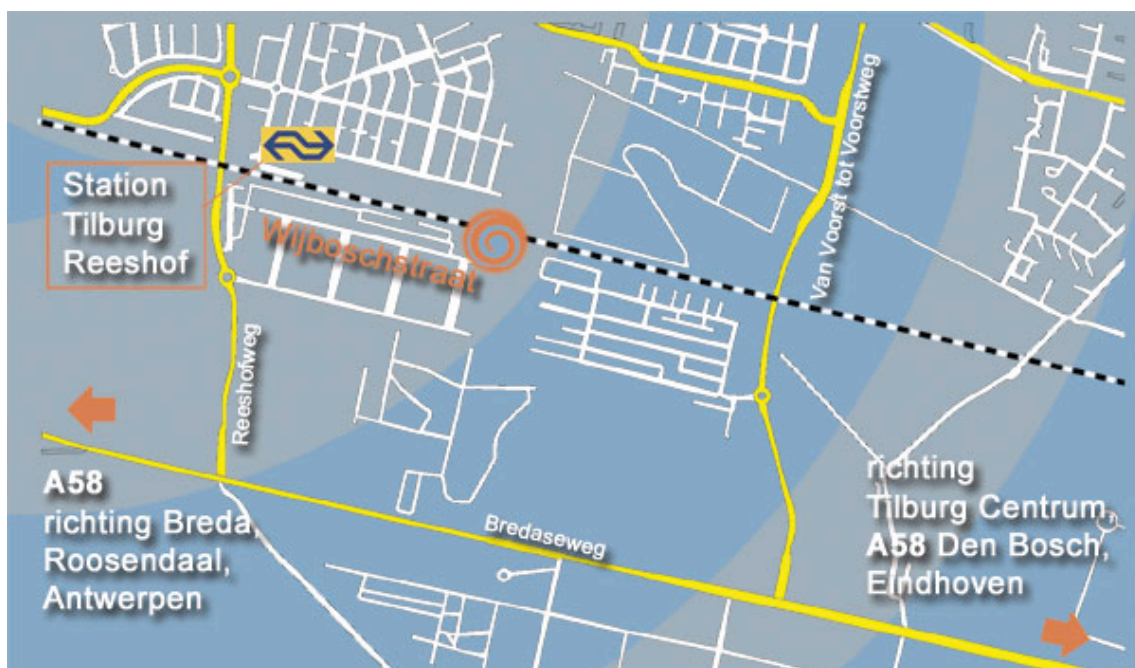 Station
Tilburg
Reeshof
Wijboschstraat
Van Voorst tot Voorstweg
Reeshofweg
A58
richting Breda,
Roosendaal,
Antwerpen
Bredaseweg
richting
Tilburg Centrum,
A58 Den Bosch,
Eindhoven